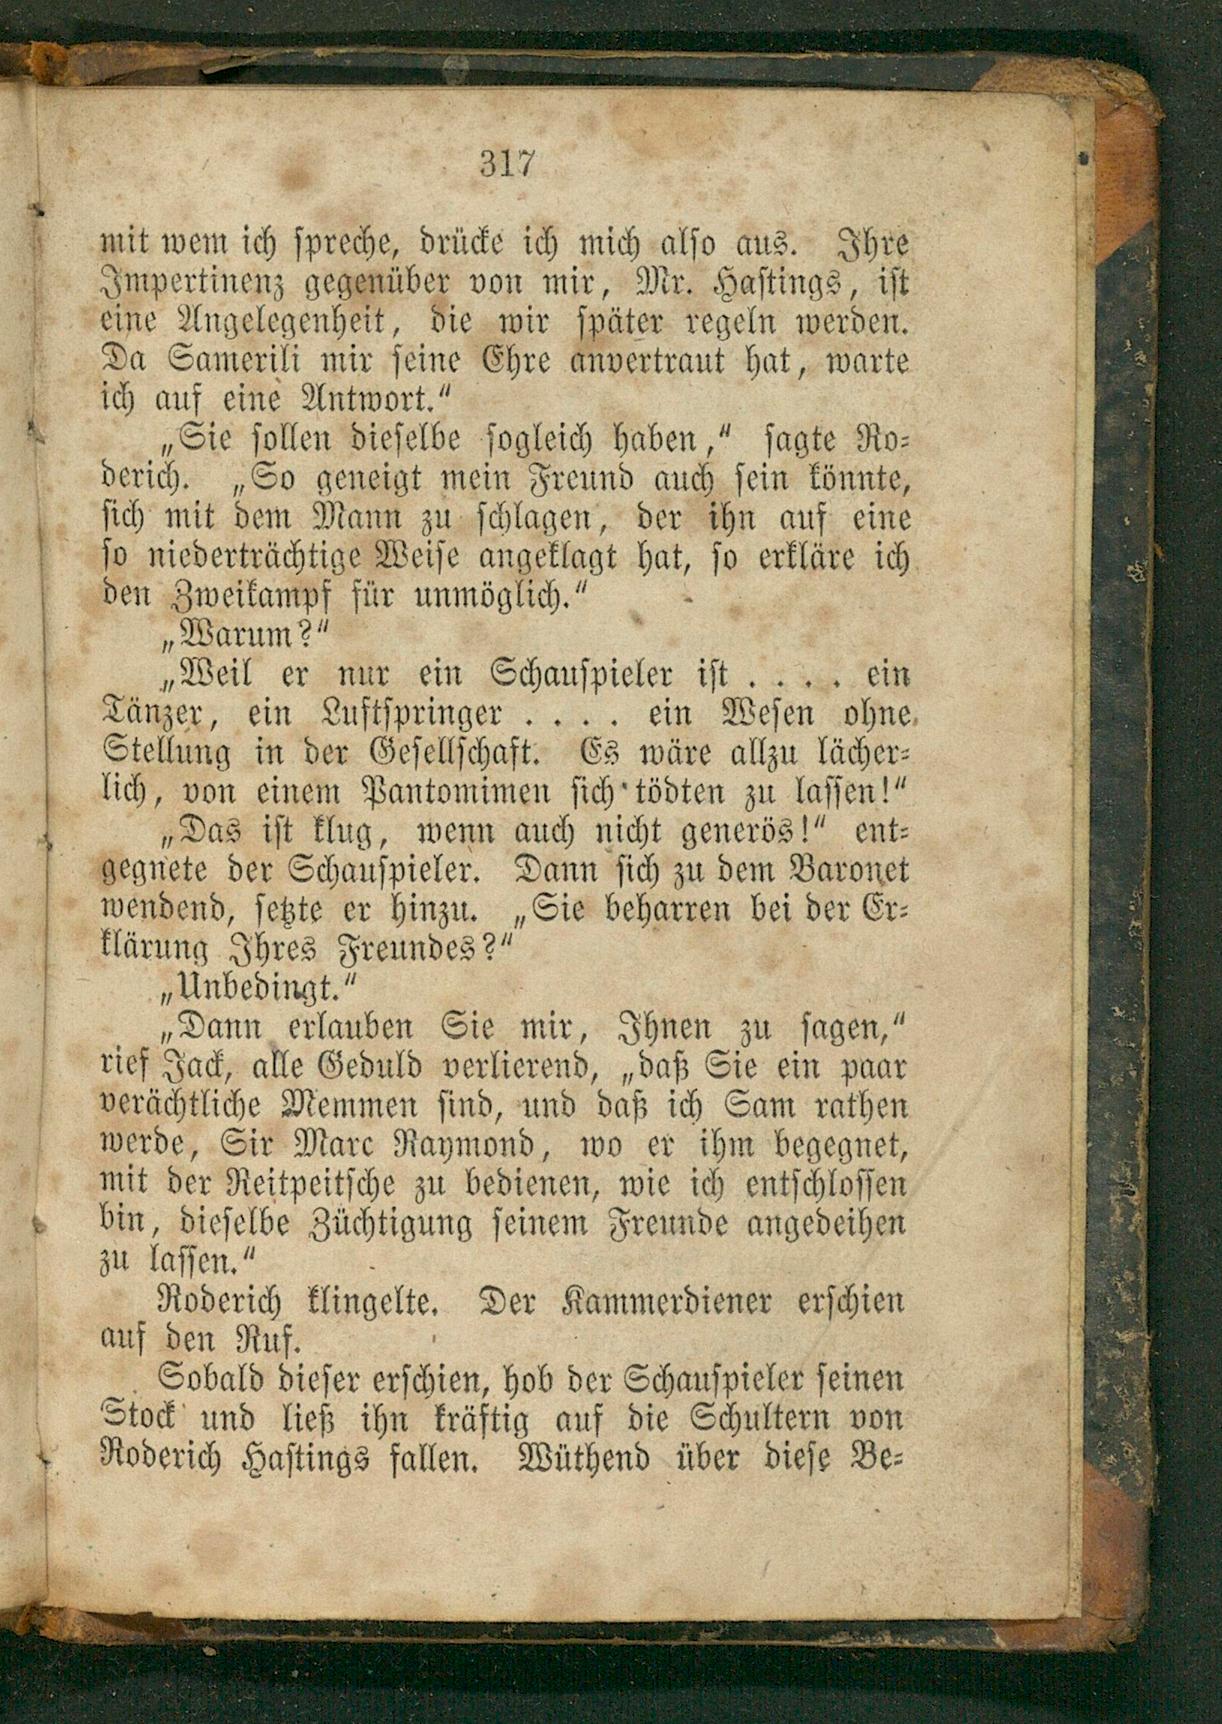 317
mit wem ich spreche, drücke ich mich also aus. Ihre
Impertinenz gegenüber von mir, Mr. Hastings, ist
eine Angelegenheit, die wir später regeln werden.
Da Samerili mir seine Ehre anvertraut hat, warte
ich auf eine Antwort.“
„Sie sollen dieselbe sogleich haben,“ sagte Ro-
derich. „So geneigt mein Freund auch sein könnte,
sich mit dem Mann zu schlagen, der ihn auf eine
so niederträchtige Weise angeklagt hat, so erkläre ich
den Zweikampf für unmöglich.“
„Warum?“
„Weil er nur ein Schauspieler ist . . . . ein
Tänzer, ein Luftspringer . . . . ein Wesen ohne
Stellung in der Gesellschaft. Es wäre allzu lächer-
lich, von einem Pantomimen sich tödten zu lassen!“
„Das ist klug, wenn auch nicht generös!“ ent-
gegnete der Schauspieler. Dann sich zu dem Baronet
wendend, setzte er hinzu. „Sie beharren bei der Er-
klärung Ihres Freundes?“
„Unbedingt.“
„Dann erlauben Sie mir, Ihnen zu sagen,“
rief Jack, alle Geduld verlierend, „daß Sie ein paar
verächtliche Memmen sind, und daß ich Sam rathen
werde, Sir Marc Raymond, wo er ihm begegnet,
mit der Reitpeitsche zu bedienen, wie ich entschlossen
bin, dieselbe Züchtigung seinem Freunde angedeihen
zu lassen.“
Roderich klingelte. Der Kammerdiener erschien
auf den Ruf.
Sobald dieser erschien, hob der Schauspieler seinen
Stock und ließ ihn kräftig auf die Schultern von
Roderich Hastings fallen. Wüthend über diese Be-